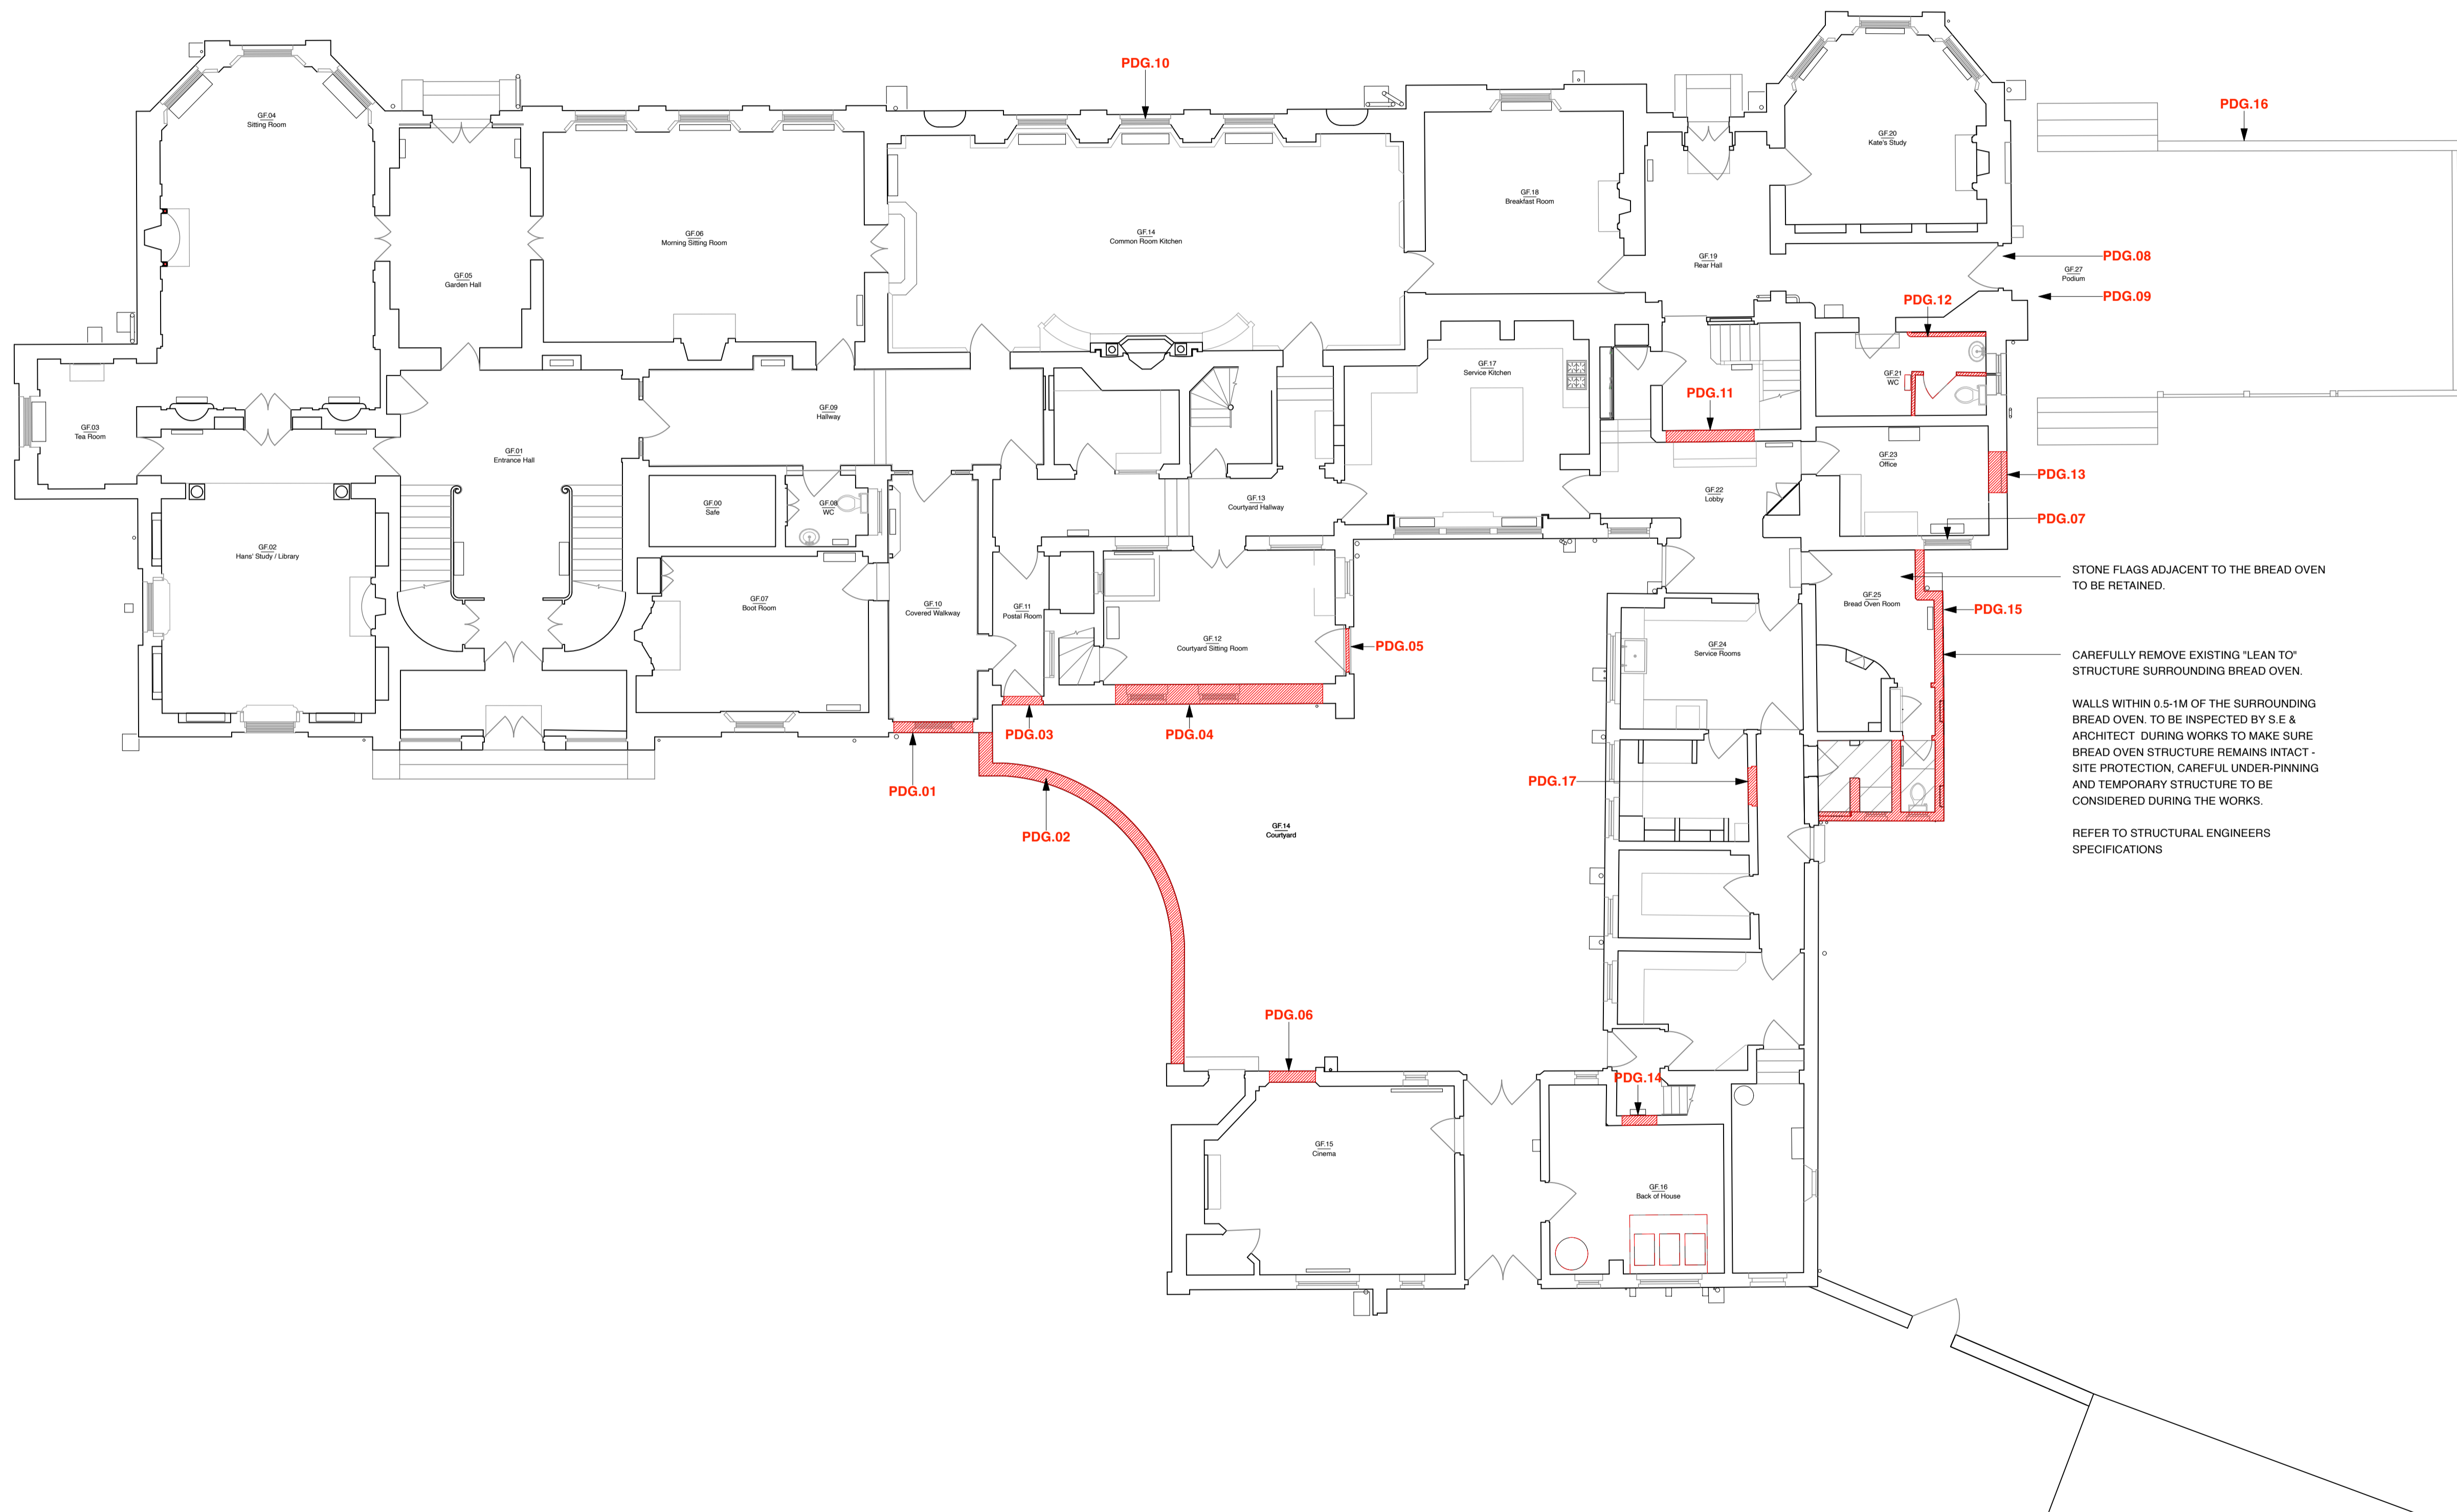 PDG.10
PDG.16
GF.04
Sitting Room
GF.20
Kate's Study
GF.18
Breakfast Room
GF.06
Morning Sitting Room
GF.14
Common Room Kitchen
GF.05
Garden Hall
GF.19
Rear Hall
PDG.08
GF.27
Podium
PDG.09
PDG.12
GF.17
Service Kitchen
GF.21
WC
PDG.11
GF.09
Hallway
GF.03
Tea Room
GF.01
Entrance Hall
GF.23
Office
PDG.13
GF.00
Safe
GF.08
WC
GF.13
Courtyard Hallway
GF.22
Lobby
PDG.07
GF.02
Hans' Study / Library
STONE FLAGS ADJACENT TO THE BREAD OVEN
TO BE RETAINED.
GF.07
Boot Room
GF.10
Covered Walkway
GF.11
Postal Room
GF.12
Courtyard Sitting Room
PDG.05
GF.24
Service Rooms
GF.25
Bread Oven Room
PDG.15
CAREFULLY REMOVE EXISTING "LEAN TO"
STRUCTURE SURROUNDING BREAD OVEN.
WALLS WITHIN 0.5-1M OF THE SURROUNDING
BREAD OVEN. TO BE INSPECTED BY S.E &
ARCHITECT DURING WORKS TO MAKE SURE
BREAD OVEN STRUCTURE REMAINS INTACT -
SITE PROTECTION, CAREFUL UNDER-PINNING
AND TEMPORARY STRUCTURE TO BE
CONSIDERED DURING THE WORKS.
REFER TO STRUCTURAL ENGINEERS
SPECIFICATIONS
PDG.03
PDG.04
PDG.01
PDG.17
PDG.02
GF.14
Courtyard
PDG.06
PDG.14
GF.15
Cinema
GF.16
Back of House